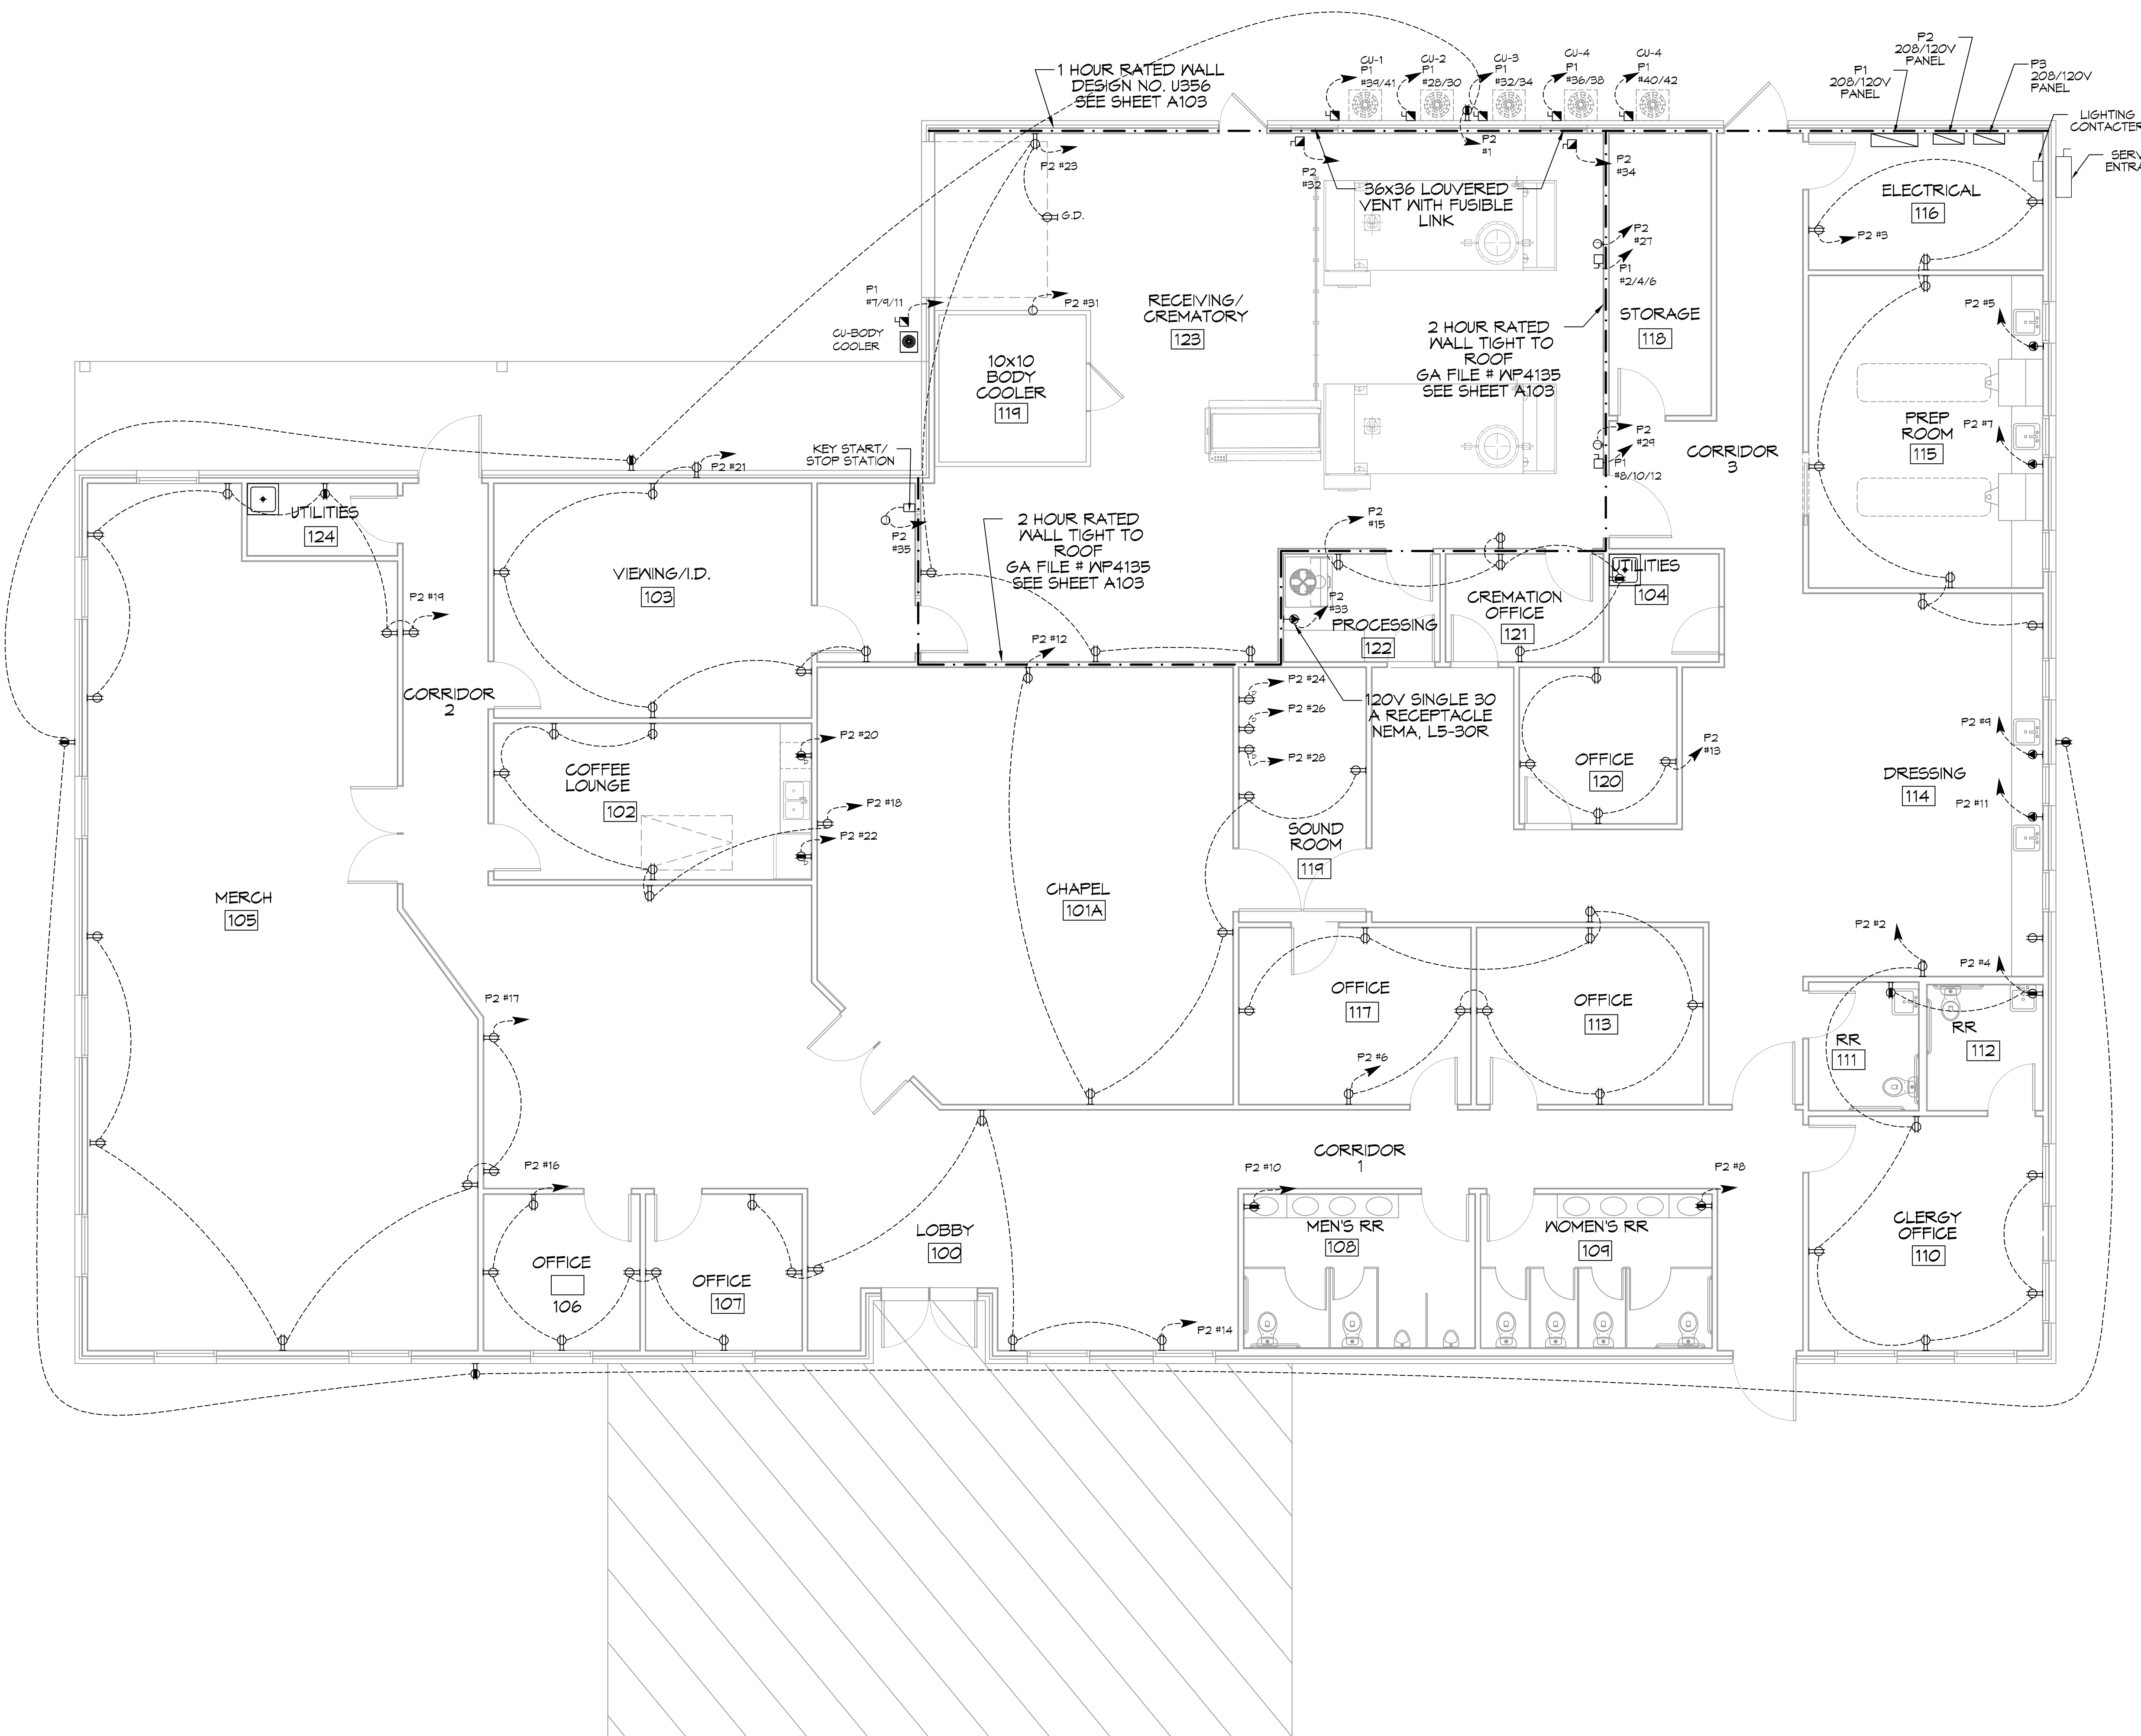 1 HOUR RATED WALL
DESIGN NO. U356
SEE SHEET A103
CU-1
P1
#39/41
CU-2
P1
#28/30
CU-3
P1
#32/34
CU-4
P1
#36/38
CU-4
P1
#40/42
P1
208/120V
PANEL
P2
208/120V
PANEL
P3
208/120V
PANEL
LIGHTING
CONTACTER
SERV
ENTRA
P2 #23
G.D.
P2
#32
P2
#1
P2
#34
36x36 LOUVERED
VENT WITH FUSIBLE
LINK
ELECTRICAL
116
P2 #3
P2
#27
P1
#2/4/6
P1
#7/9/11
CU-BODY
COOLER
P2 #31
RECEIVING/
CREMATORY
123
STORAGE
118
2 HOUR RATED
WALL TIGHT TO
ROOF
GA FILE # WP4135
SEE SHEET A103
10x10
BODY
COOLER
119
P2 #5
PREP
ROOM
115
P2 #7
P2
#29
P1
#8/10/12
CORRIDOR
3
KEY START/
STOP STATION
P2 #21
UTILITIES
124
P2
#35
2 HOUR RATED
WALL TIGHT TO
ROOF
GA FILE # WP4135
SEE SHEET A103
P2
#15
VIEWING/I.D.
103
P2 #19
UTILITIES
104
CREMATION
OFFICE
121
P2
#33
PROCESSING
122
P2 #12
CORRIDOR
2
P2 #24
P2 #26
P2 #28
120V SINGLE 30
A RECEPTACLE
NEMA, L5-30R
P2 #20
COFFEE
LOUNGE
102
P2 #18
P2 #22
OFFICE
120
P2
#13
P2 #9
DRESSING
114
P2 #11
SOUND
ROOM
119
MERCH
105
CHAPEL
101A
P2 #2
P2 #4
P2 #17
OFFICE
117
OFFICE
113
P2 #6
RR
111
RR
112
CORRIDOR
1
P2 #16
P2 #10
P2 #8
LOBBY
100
MEN'S RR
108
WOMEN'S RR
109
CLERGY
OFFICE
110
OFFICE
106
OFFICE
107
P2 #14